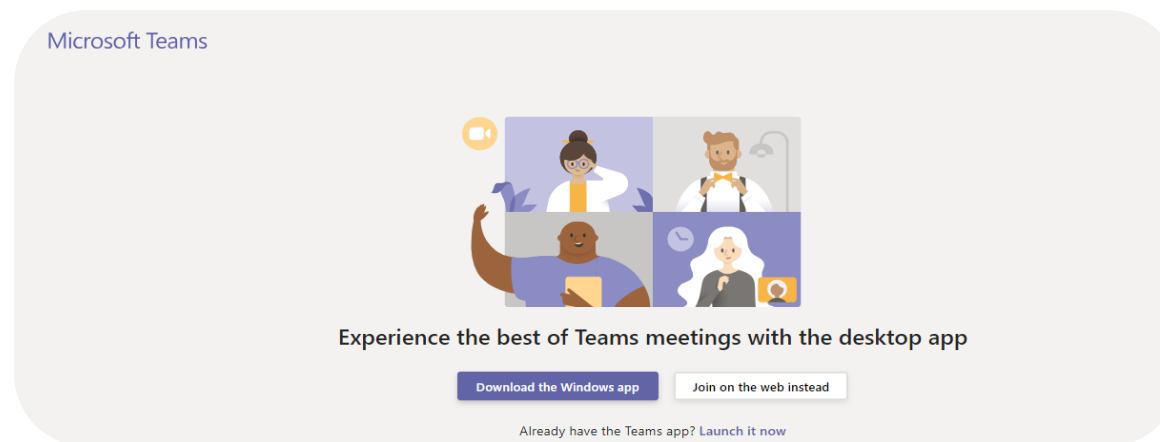 Microsoft Teams
Experience the best of Teams meetings with the desktop app
Download the Windows app
Join on the web instead
Already have the Teams app? Launch it now